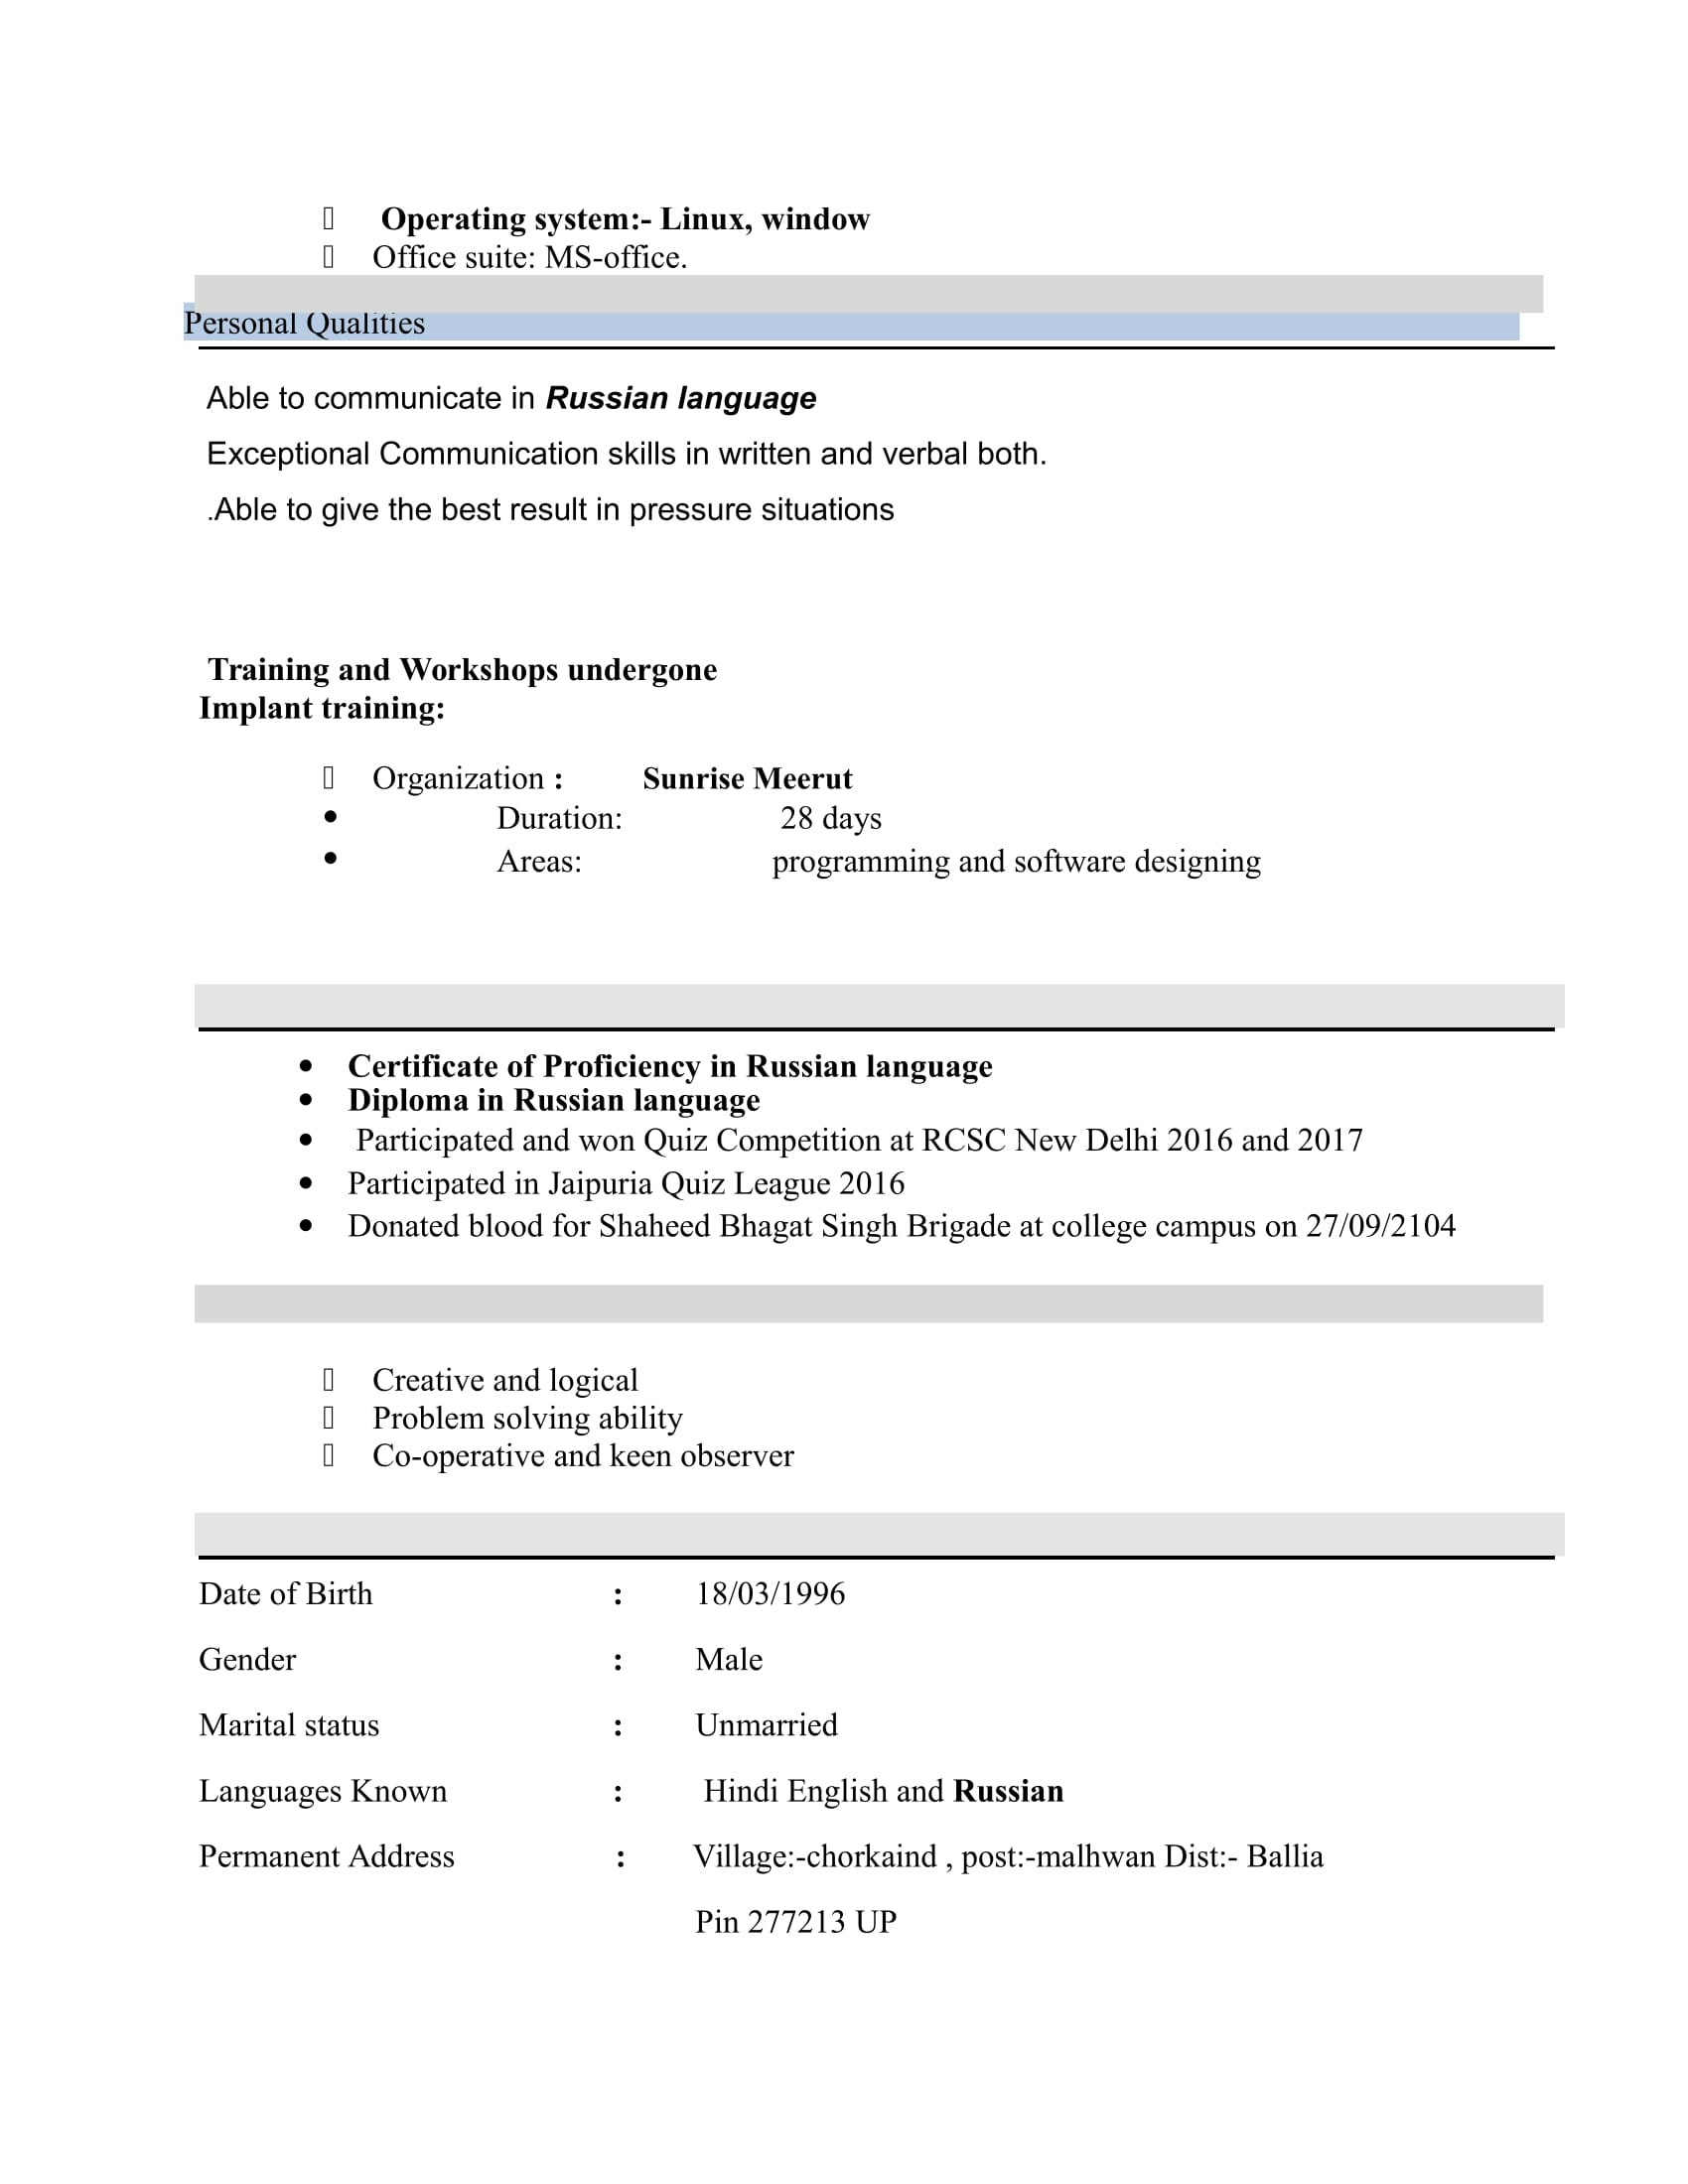 Operating system:- Linux, window
Office suite: MS-office.
Personal Qualities
Able to communicate in Russian language
Exceptional Communication skills in written and verbal both.
.Able to give the best result in pressure situations
Training and Workshops undergone
Implant training:
Organization : Sunrise Meerut
• Duration: 28 days
• Areas: programming and software designing
• Certificate of Proficiency in Russian language
• Diploma in Russian language
• Participated and won Quiz Competition at RCSC New Delhi 2016 and 2017
• Participated in Jaipuria Quiz League 2016
• Donated blood for Shaheed Bhagat Singh Brigade at college campus on 27/09/2104
Creative and logical
Problem solving ability
Co-operative and keen observer
Date of Birth : 18/03/1996
Gender : Male
Marital status : Unmarried
Languages Known : Hindi English and Russian
Permanent Address : Village:-chorkaind , post:-malhwan Dist:- Ballia
Pin 277213 UP